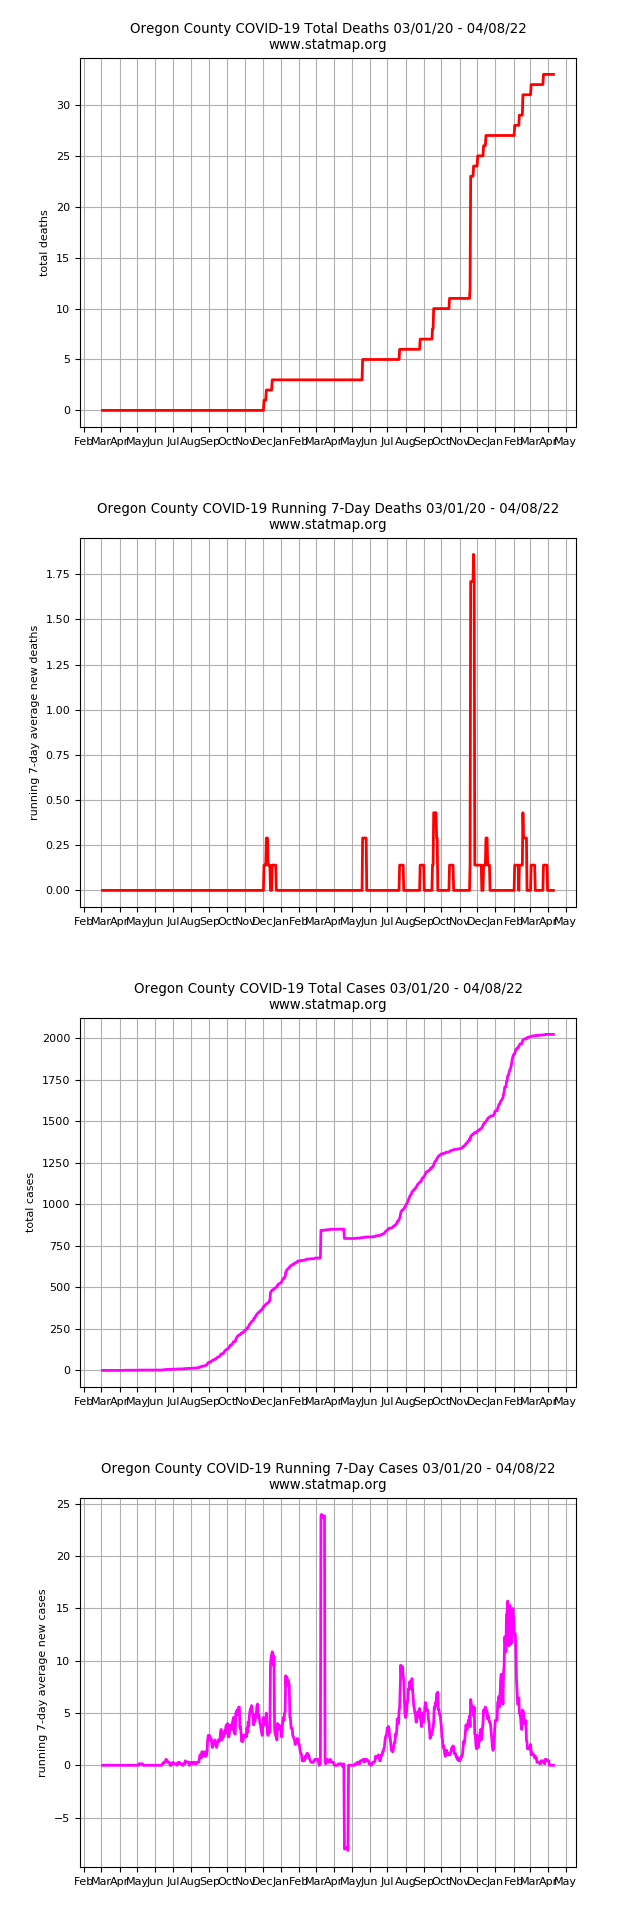 Oregon County COVID-19 Total Deaths 03/01/20 - 04/08/22
www.statmap.org
30
25
20
15
10
5
0
total deaths
Feb Mar Apr May Jun Jul Aug Sep Oct Nov Dec Jan Feb Mar Apr May Jun Jul Aug Sep Oct Nov Dec Jan Feb Mar Apr May
Oregon County COVID-19 Running 7-Day Deaths 03/01/20 - 04/08/22
www.statmap.org
1.75
1.50
1.25
1.00
0.75
0.50
0.25
0.00
running 7-day average new deaths
Feb Mar Apr May Jun Jul Aug Sep Oct Nov Dec Jan Feb Mar Apr May Jun Jul Aug Sep Oct Nov Dec Jan Feb Mar Apr May
Oregon County COVID-19 Total Cases 03/01/20 - 04/08/22
www.statmap.org
2000
1750
1500
1250
1000
750
500
250
0
total cases
Feb Mar Apr May Jun Jul Aug Sep Oct Nov Dec Jan Feb Mar Apr May Jun Jul Aug Sep Oct Nov Dec Jan Feb Mar Apr May
Oregon County COVID-19 Running 7-Day Cases 03/01/20 - 04/08/22
www.statmap.org
25
20
15
10
5
0
−5
running 7-day average new cases
Feb Mar Apr May Jun Jul Aug Sep Oct Nov Dec Jan Feb Mar Apr May Jun Jul Aug Sep Oct Nov Dec Jan Feb Mar Apr May